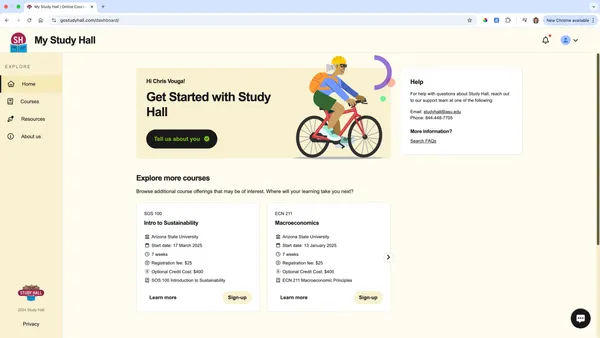 My Study Hall | Online Cour
gostudyhall.com/dashboard/
New Chrome available
SH
STUDY HALL
My Study Hall
EXPLORE
Home
Courses
Resources
About us
Hi Chris Vouga!
Get Started with Study
Hall
Tell us about you
Help
For help with questions about Study Hall, reach out
to our support team at one of the following:
Email: studyhall@asu.edu
Phone: 844-448-7705
More information?
Search FAQs
Explore more courses
Browse additional course offerings that may be of interest. Where will your learning take you next?
SOS 100
Intro to Sustainability
Arizona State University
Start date: 17 March 2025
7 weeks
Registration fee: $25
Optional Credit Cost: $400
SOS 100 Introduction to Sustainability
Learn more
Sign-up
ECN 211
Macroeconomics
Arizona State University
Start date: 13 January 2025
7 weeks
Registration fee: $25
Optional Credit Cost: $400
ECN 211 Macroeconomic Principles
Learn more
Sign-up
STUDY HALL
2024 Study Hall
Privacy